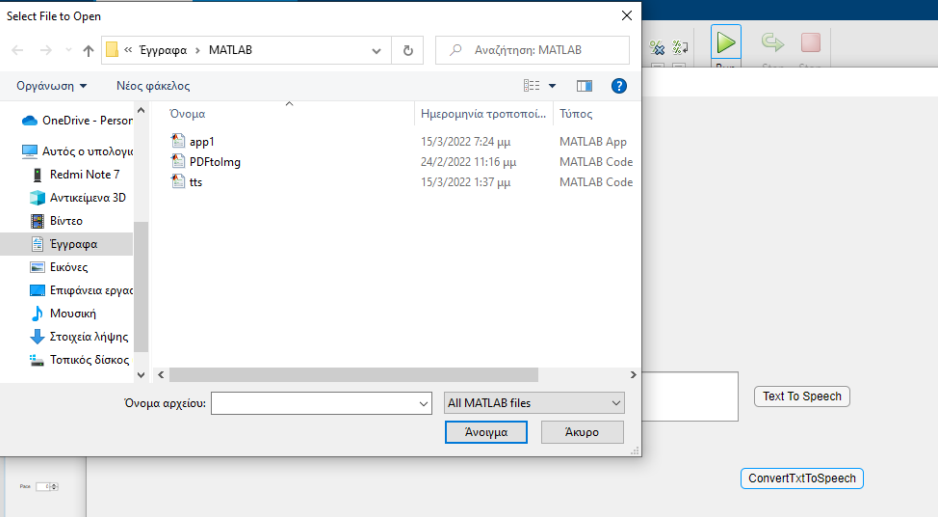 Select File to Open
« Έγγραφα › MATLAB
Αναζήτηση: MATLAB
Οργάνωση
Νέος φάκελος
Όνομα
Ημερομηνία τροποποί...
Τύπος
app1
15/3/2022 7:24 μμ
MATLAB App
PDFtoImg
24/2/2022 11:16 μμ
MATLAB Code
tts
15/3/2022 1:37 μμ
MATLAB Code
OneDrive - Person
Αυτός ο υπολογισ
Redmi Note 7
Αντικείμενα 3D
Βίντεο
Έγγραφα
Εικόνες
Επιφάνεια εργασ
Μουσική
Στοιχεία λήψης
Τοπικός δίσκος
Όνομα αρχείου:
All MATLAB files
Άνοιγμα
Άκυρο
Text To Speech
ConvertTxtToSpeech